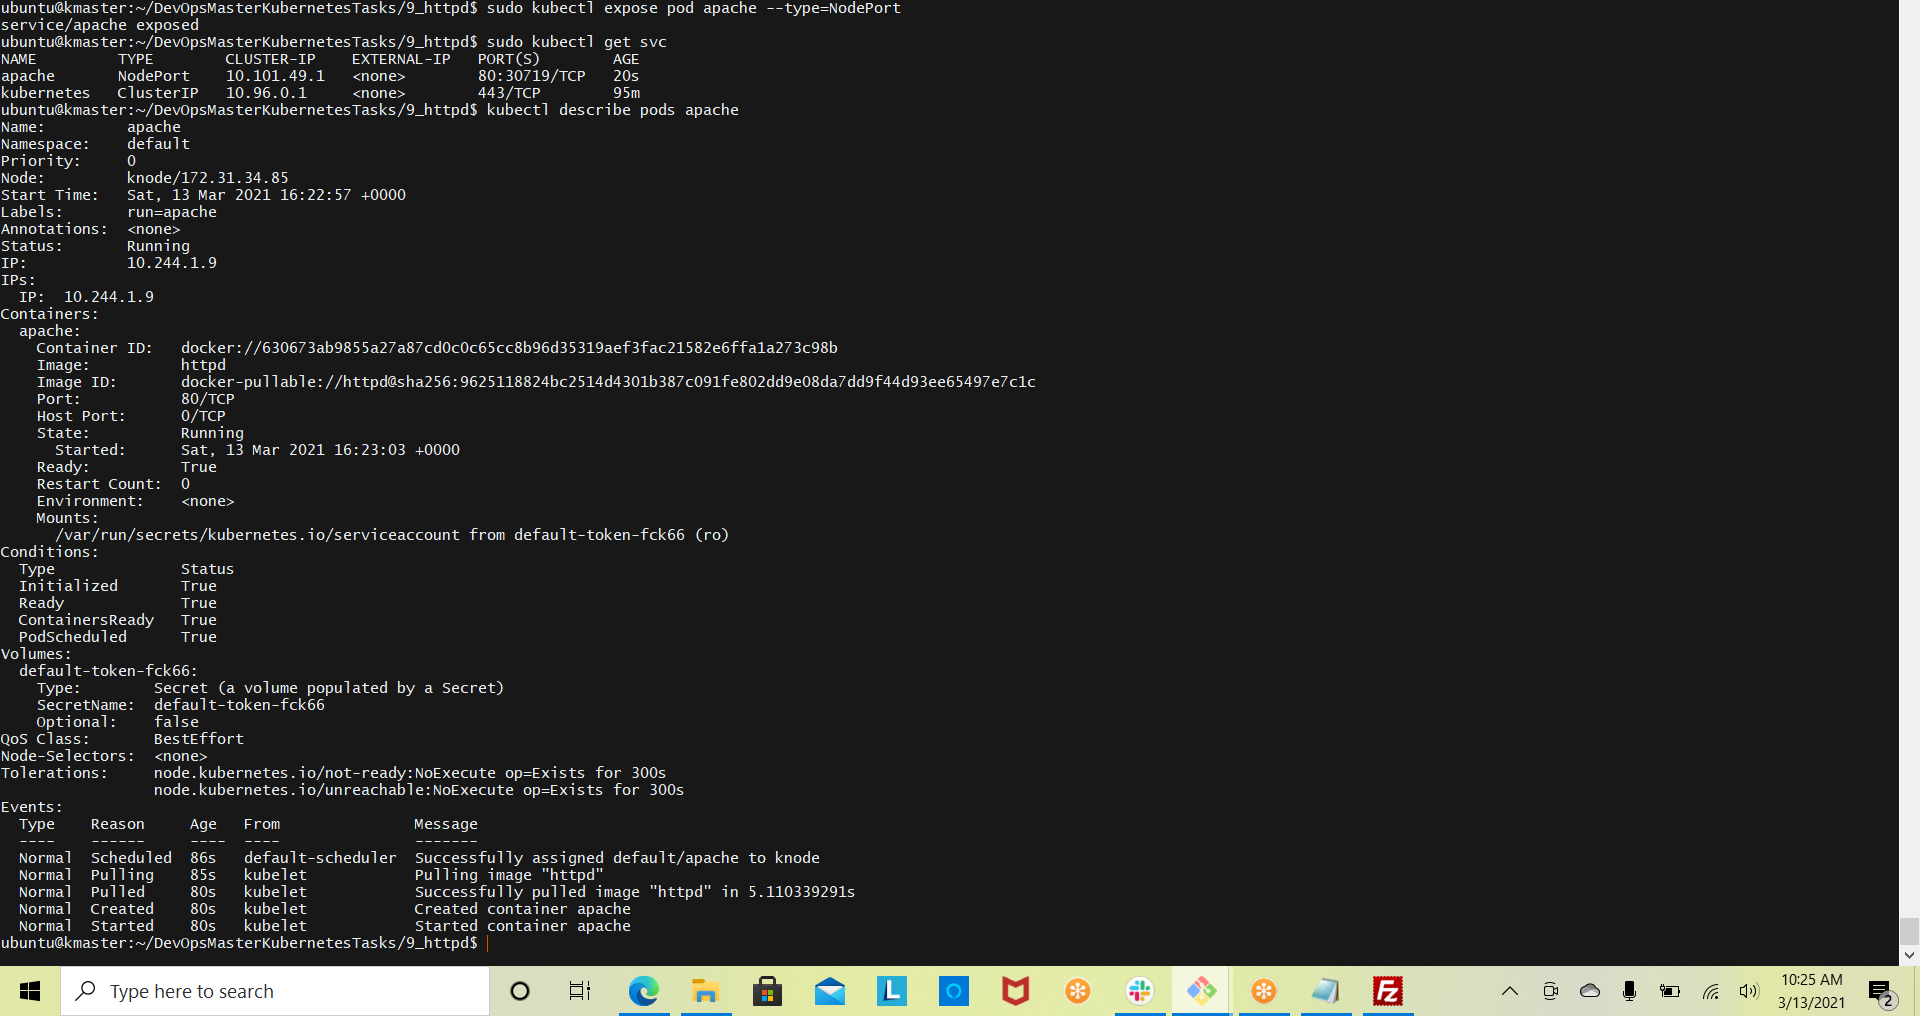 ubuntu@kmaster:~/DevOpsMasterKubernetesTasks/9_httpd$ sudo kubectl expose pod apache --type=NodePort
service/apache exposed
ubuntu@kmaster:~/DevOpsMasterKubernetesTasks/9_httpd$ sudo kubectl get svc
NAME         TYPE        CLUSTER-IP    EXTERNAL-IP   PORT(S)        AGE
apache       NodePort    10.101.49.1   <none>        80:30719/TCP   20s
kubernetes   ClusterIP   10.96.0.1     <none>        443/TCP        95m
ubuntu@kmaster:~/DevOpsMasterKubernetesTasks/9_httpd$ kubectl describe pods apache
Name:         apache
Namespace:    default
Priority:     0
Node:         knode/172.31.34.85
Start Time:   Sat, 13 Mar 2021 16:22:57 +0000
Labels:       run=apache
Annotations:  <none>
Status:       Running
IP:           10.244.1.9
IPs:
  IP:  10.244.1.9
Containers:
  apache:
    Container ID:   docker://630673ab9855a27a87cd0c0c65cc8b96d35319aef3fac21582e6ffa1a273c98b
    Image:          httpd
    Image ID:       docker-pullable://httpd@sha256:9625118824bc2514d4301b387c091fe802dd9e08da7dd9f44d93ee65497e7c1c
    Port:           80/TCP
    Host Port:      0/TCP
    State:          Running
      Started:      Sat, 13 Mar 2021 16:23:03 +0000
    Ready:          True
    Restart Count:  0
    Environment:    <none>
    Mounts:
      /var/run/secrets/kubernetes.io/serviceaccount from default-token-fck66 (ro)
Conditions:
  Type              Status
  Initialized       True
  Ready             True
  ContainersReady   True
  PodScheduled      True
Volumes:
  default-token-fck66:
    Type:        Secret (a volume populated by a Secret)
    SecretName:  default-token-fck66
    Optional:    false
QoS Class:       BestEffort
Node-Selectors:  <none>
Tolerations:     node.kubernetes.io/not-ready:NoExecute op=Exists for 300s
                 node.kubernetes.io/unreachable:NoExecute op=Exists for 300s
Events:
  Type    Reason     Age   From               Message
  ----    ------     ----  ----               -------
  Normal  Scheduled  86s   default-scheduler  Successfully assigned default/apache to knode
  Normal  Pulling    85s   kubelet            Pulling image "httpd"
  Normal  Pulled     80s   kubelet            Successfully pulled image "httpd" in 5.110339291s
  Normal  Created    80s   kubelet            Created container apache
  Normal  Started    80s   kubelet            Started container apache
ubuntu@kmaster:~/DevOpsMasterKubernetesTasks/9_httpd$
Type here to search
L
Fz
10:25 AM
3/13/2021
2